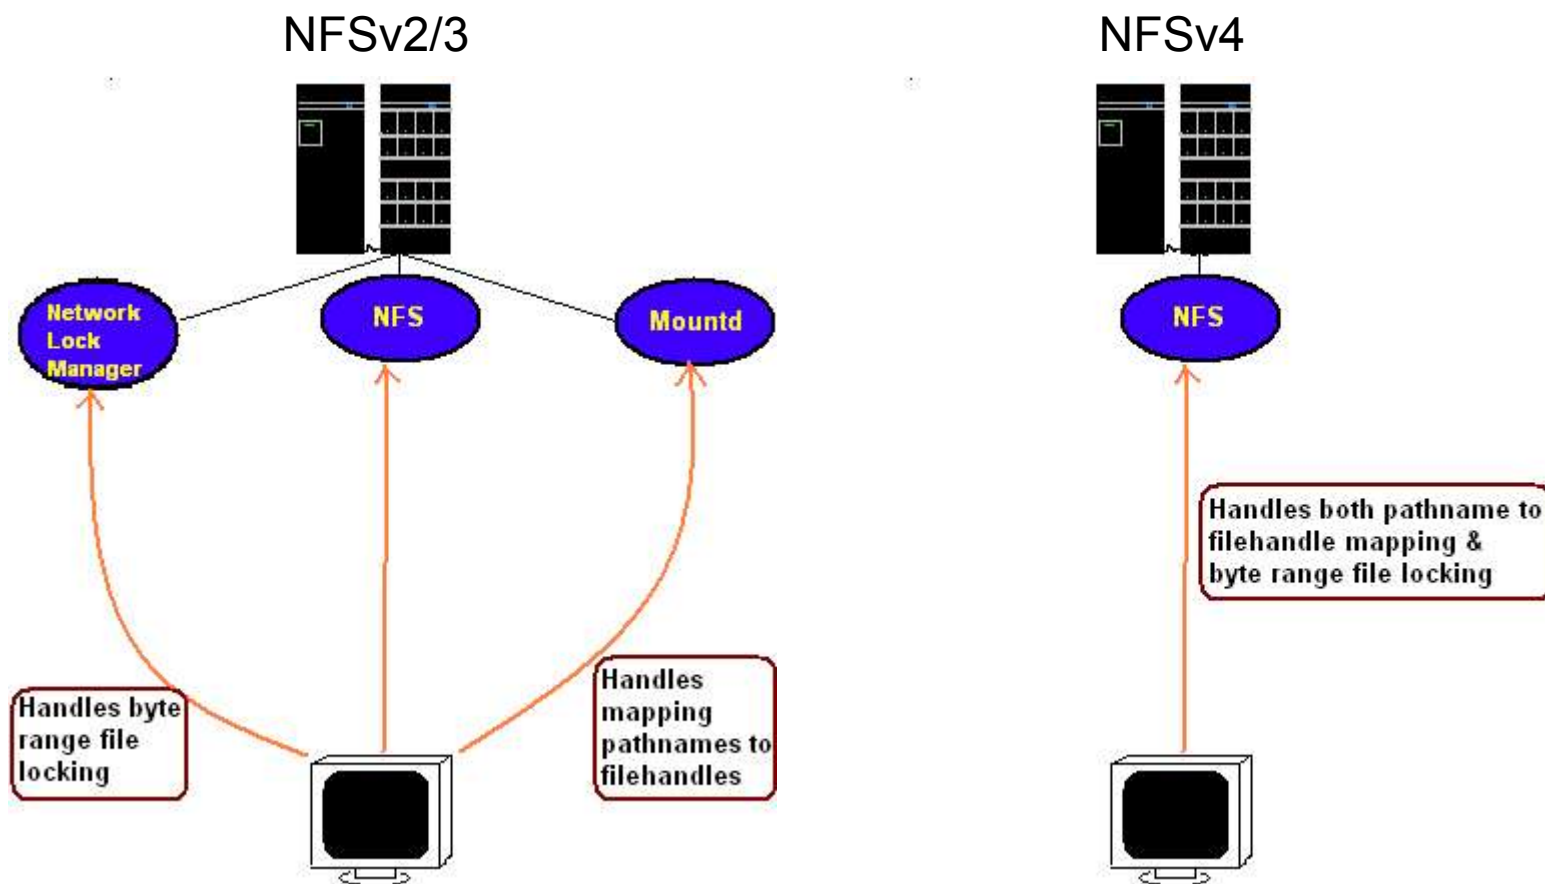 NFSv2/3
NFSv4
Network
Lock
Manager
NFS
Mountd
NFS
Handles byte
range file
locking
Handles
mapping
pathnames to
filehandles
Handles both pathname to
filehandle mapping &
byte range file locking